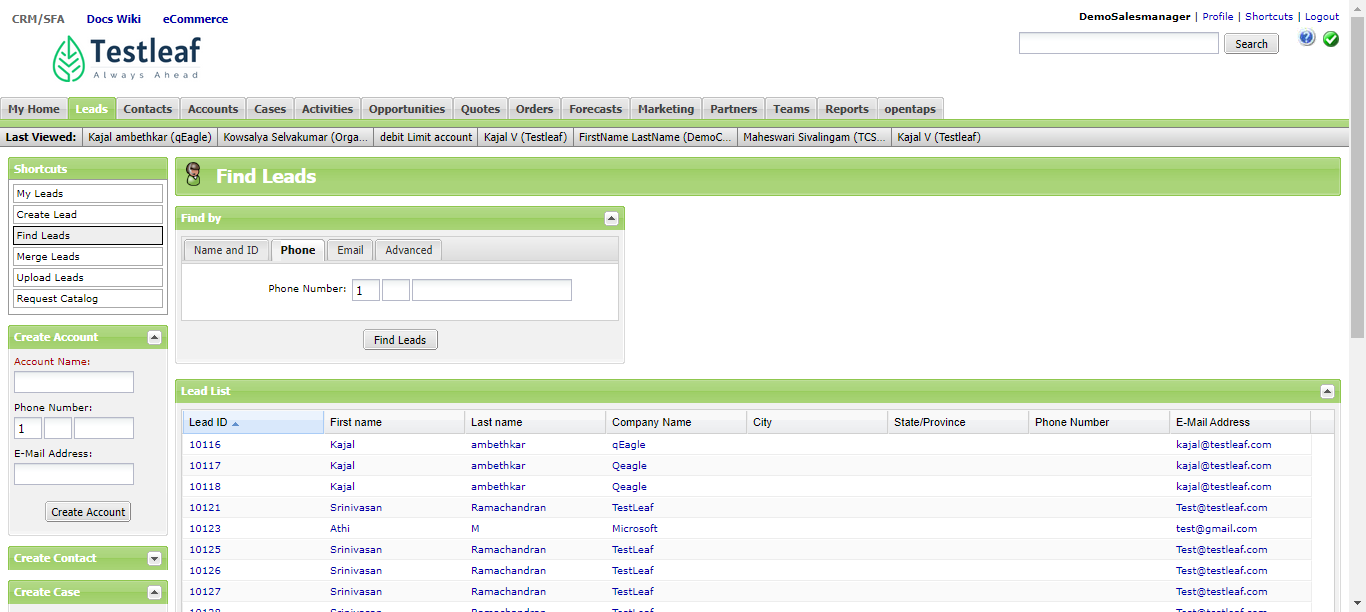 CRM/SFA Docs Wiki eCommerce
DemoSalesmanager | Profile | Shortcuts | Logout
Testleaf
Always Ahead
Search
?
My Home Leads Contacts Accounts Cases Activities Opportunities Quotes Orders Forecasts Marketing Partners Teams Reports opentaps
Last Viewed: Kajal ambethkar (qEagle) Kowsalya Selvakumar (Orga... debit Limit account Kajal V (Testleaf) FirstName LastName (DemoC... Maheswari Sivalingam (TCS... Kajal V (Testleaf)
Shortcuts
My Leads
Create Lead
Find Leads
Merge Leads
Upload Leads
Request Catalog
Create Account
Account Name:
Phone Number:
1
E-Mail Address:
Create Account
Create Contact
Create Case
Find Leads
Find by
Name and ID Phone Email Advanced
Phone Number: 1
Find Leads
Lead List
Lead ID First name Last name Company Name City State/Province Phone Number E-Mail Address
10116 Kajal ambethkar qEagle kajal@testleaf.com
10117 Kajal ambethkar Qeagle kajal@testleaf.com
10118 Kajal ambethkar Qeagle kajal@testleaf.com
10121 Srinivasan Ramachandran TestLeaf Test@testleaf.com
10123 Athi M Microsoft test@gmail.com
10125 Srinivasan Ramachandran TestLeaf Test@testleaf.com
10126 Srinivasan Ramachandran TestLeaf Test@testleaf.com
10127 Srinivasan Ramachandran TestLeaf Test@testleaf.com
10128 Srinivasan Ramachandran TestLeaf Test@testleaf.com